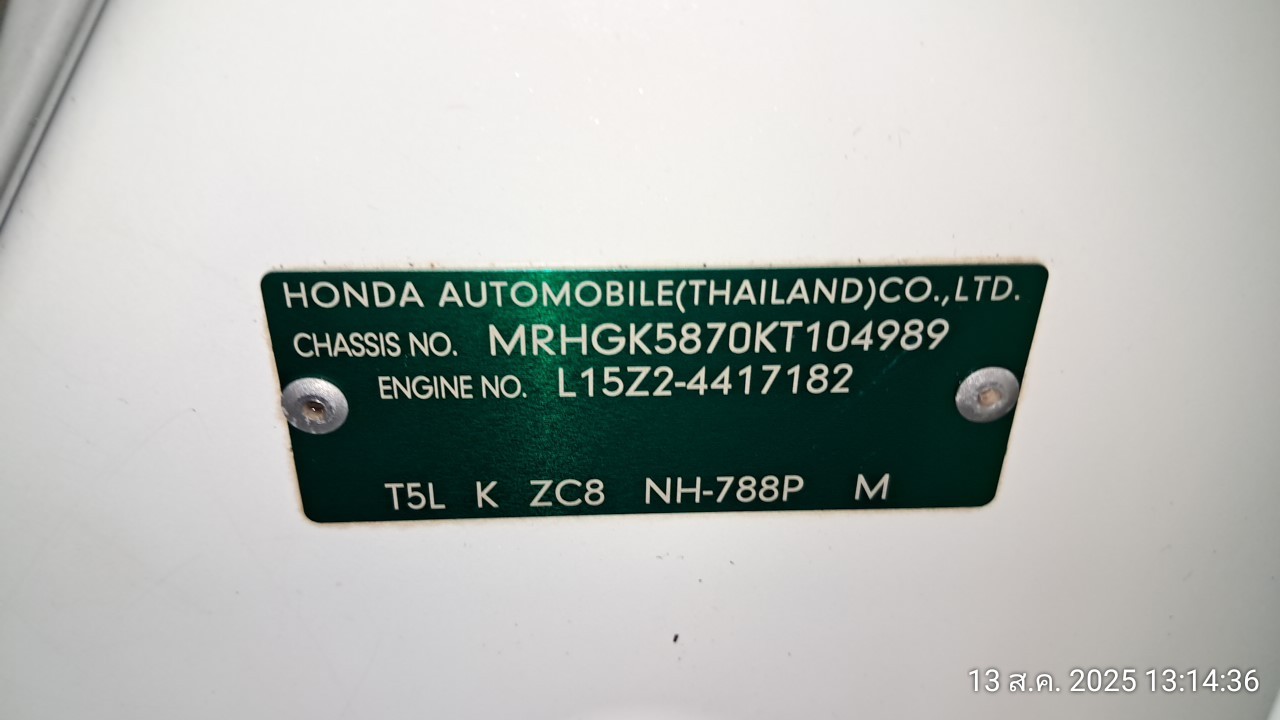 HONDA AUTOMOBILE(THAILAND)CO.,LTD.
CHASSIS NO. MRHGK5870KT104989
ENGINE NO. L15Z2-4417182
T5L K ZC8 NH-788P M
13 ส.ค. 2025 13:14:36